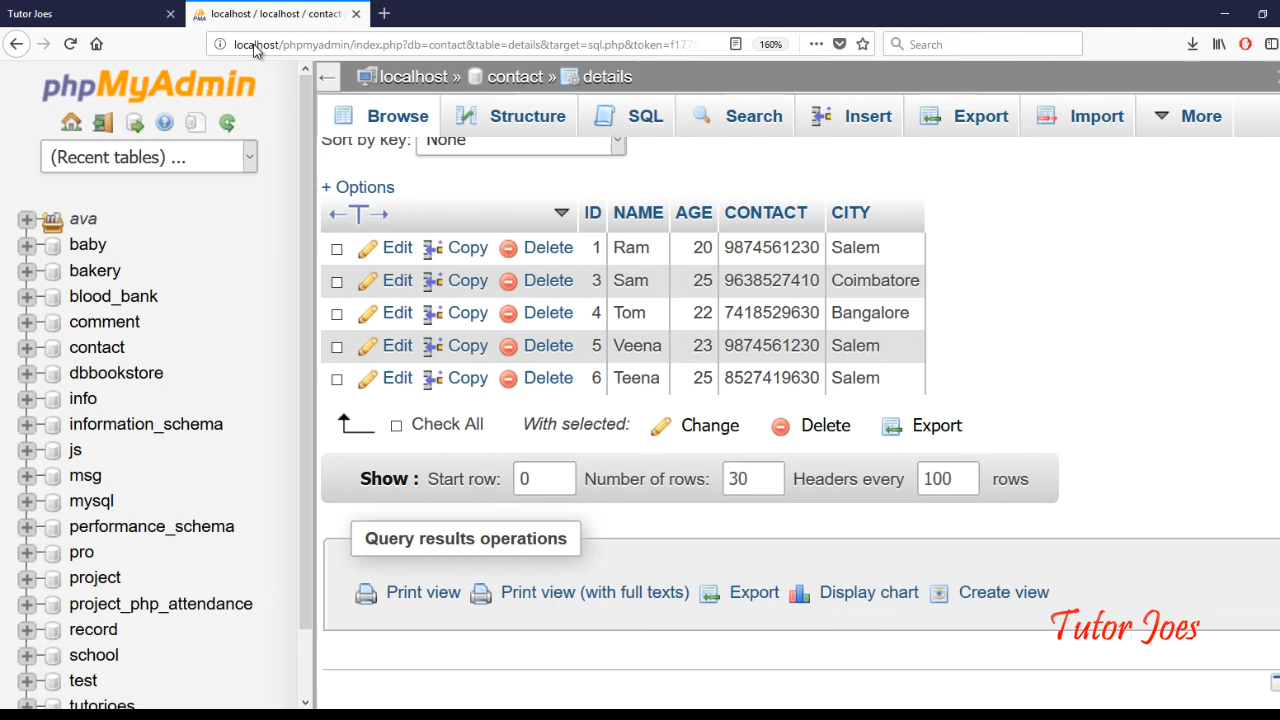 Tutor Joes
PMA localhost / localhost / contact
localhost/phpmyadmin/index.php?db=contact&table=details&target=sql.php&token=f177
160%
Search
phpMyAdmin
(Recent tables) ...
ava
baby
bakery
blood_bank
comment
contact
dbbookstore
info
information_schema
js
msg
mysql
performance_schema
pro
project
project_php_attendance
record
school
test
tutorjoes
localhost » contact » details
Browse Structure SQL Search Insert Export Import More
Sort by key: None
+ Options
ID NAME AGE CONTACT CITY
Edit Copy Delete 1 Ram 20 9874561230 Salem
Edit Copy Delete 3 Sam 25 9638527410 Coimbatore
Edit Copy Delete 4 Tom 22 7418529630 Bangalore
Edit Copy Delete 5 Veena 23 9874561230 Salem
Edit Copy Delete 6 Teena 25 8527419630 Salem
Check All With selected: Change Delete Export
Show : Start row: 0 Number of rows: 30 Headers every 100 rows
Query results operations
Print view Print view (with full texts) Export Display chart Create view
Tutor Joes